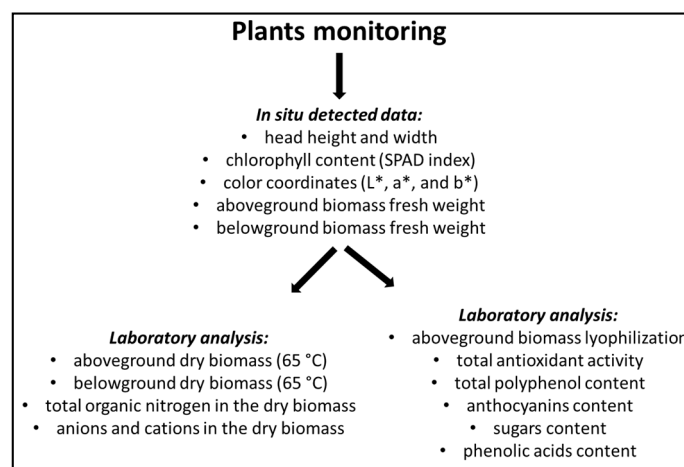 Plants monitoring
In situ detected data:
• head height and width
• chlorophyll content (SPAD index)
• color coordinates (L*, a*, and b*)
• aboveground biomass fresh weight
• belowground biomass fresh weight
Laboratory analysis:
• aboveground dry biomass (65 °C)
• belowground dry biomass (65 °C)
• total organic nitrogen in the dry biomass
• anions and cations in the dry biomass
Laboratory analysis:
• aboveground biomass lyophilization
• total antioxidant activity
• total polyphenol content
• anthocyanins content
• sugars content
• phenolic acids content